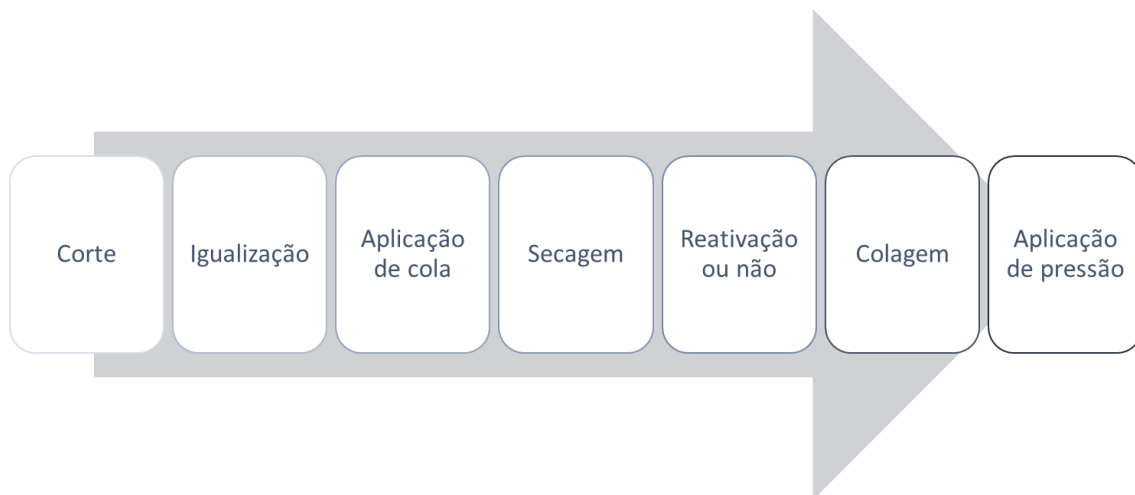 Corte
Igualização
Aplicação
de cola
Secagem
Reativação
ou não
Colagem
Aplicação
de pressão